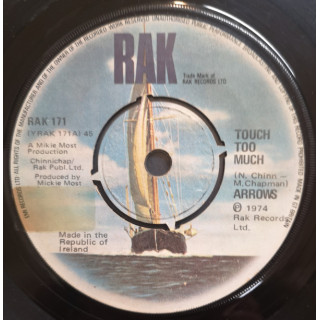 RAK
Trade Mark of
RAK RECORDS LTD
RAK 171
(YRAK 171A) 45
'A Mikie Most
Production
Chinnichap/
Rak Publ. Ltd.
Produced by
Mickie Most
TOUCH
TOO
MUCH
(N. Chinn –
M.Chapman)
ARROWS
℗ 1974
Rak Records
Ltd.
Made in the
Republic of
Ireland